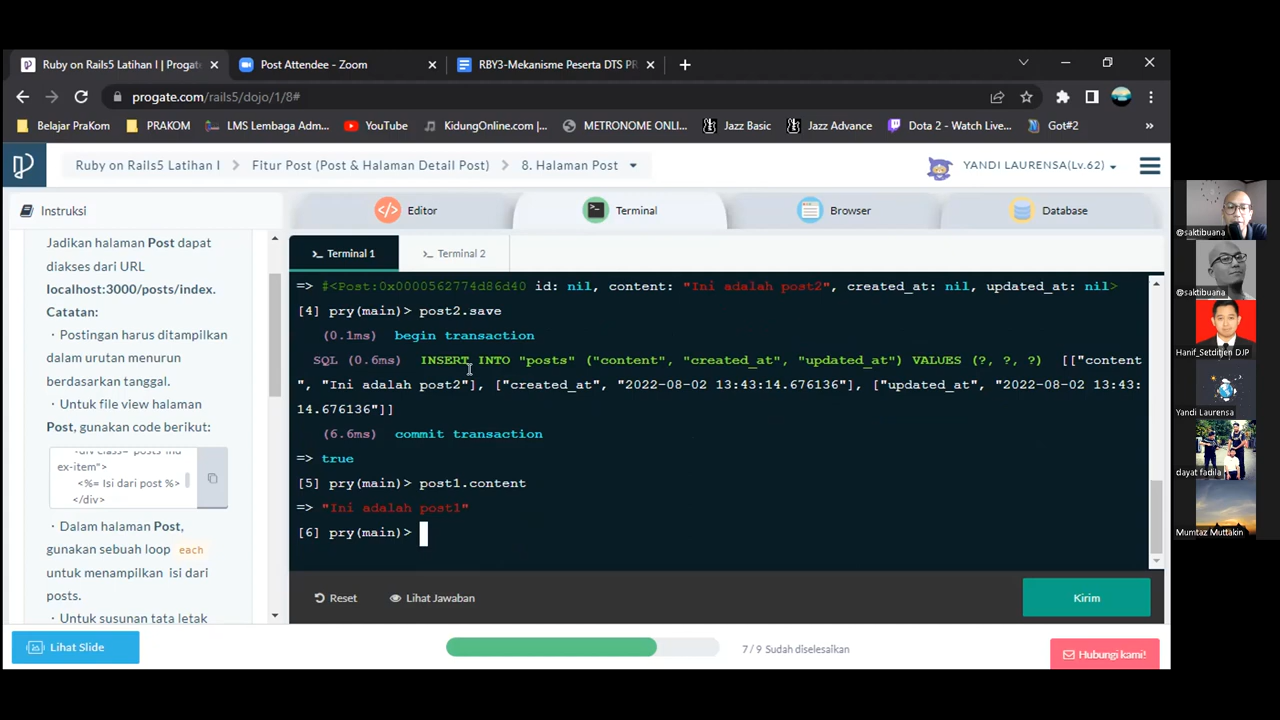 Ruby on Rails5 Latihan I | Progate
Post Attendee - Zoom
RBY3-Mekanisme Peserta DTS PR
progate.com/rails5/dojo/1/8#
Belajar PraKom
PRAKOM
LMS Lembaga Adm...
YouTube
KidungOnline.com |...
METRONOME ONLI...
Jazz Basic
Jazz Advance
Dota 2 - Watch Live...
Got#2
»
Ruby on Rails5 Latihan I
Fitur Post (Post & Halaman Detail Post)
8. Halaman Post
YANDI LAURENSA(Lv.62)
Instruksi
Editor
Terminal
Browser
Database
Jadikan halaman Post dapat
diakses dari URL
localhost:3000/posts/index.
Catatan:
・Postingan harus ditampilkan
dalam urutan menurun
berdasarkan tanggal.
・Untuk file view halaman
Post, gunakan code berikut:
<div class="posts-ind
ex-item">
<%= Isi dari post %>
</div>
・Dalam halaman Post,
gunakan sebuah loop each
untuk menampilkan isi dari
posts.
・Untuk susunan tata letak
Terminal 1
Terminal 2
=> #<Post:0x0000562774d86d40 id: nil, content: "Ini adalah post2", created_at: nil, updated_at: nil>
[4] pry(main)> post2.save
(0.1ms) begin transaction
SQL (0.6ms) INSERT INTO "posts" ("content", "created_at", "updated_at") VALUES (?, ?, ?) [["content
", "Ini adalah post2"], ["created_at", "2022-08-02 13:43:14.676136"], ["updated_at", "2022-08-02 13:43:
14.676136"]]
(6.6ms) commit transaction
=> true
[5] pry(main)> post1.content
=> "Ini adalah post1"
[6] pry(main)>
Reset
Lihat Jawaban
Kirim
Lihat Slide
7 / 9 Sudah diselesaikan
Hubungi kami!
@saktibuana
@saktibuana
Hanif_Setditjen DJP
Yandi Laurensa
dayat fadila
Mumtaz Muttakin